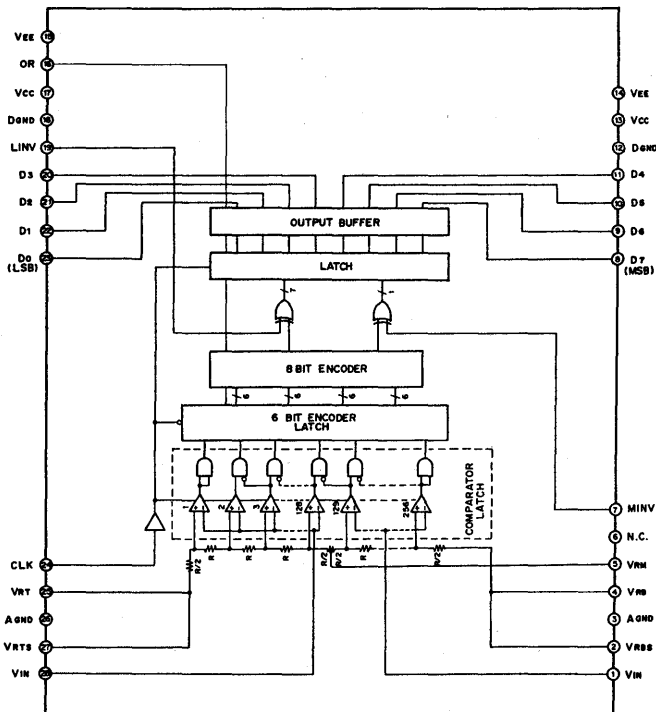 VEE 15
OR 16
VCC 17
DGND 18
LINV 19
D3 20
D2 21
D1 22
D0 23
(LSB)
14 VEE
13 VCC
12 DGND
11 D4
10 D5
9 D6
8 D7
(MSB)
OUTPUT BUFFER
LATCH
7
1
8 BIT ENCODER
6 6 6 6
6 BIT ENCODER
LATCH
COMPARATOR
LATCH
1 2 3 128 129 256
R/2 R R R R/2 R/2 R R/2
CLK 24
VRT 25
AGND 26
VRTS 27
VIN 28
7 MINV
6 N.C.
5 VRM
4 VRB
3 AGND
2 VRBS
1 VIN